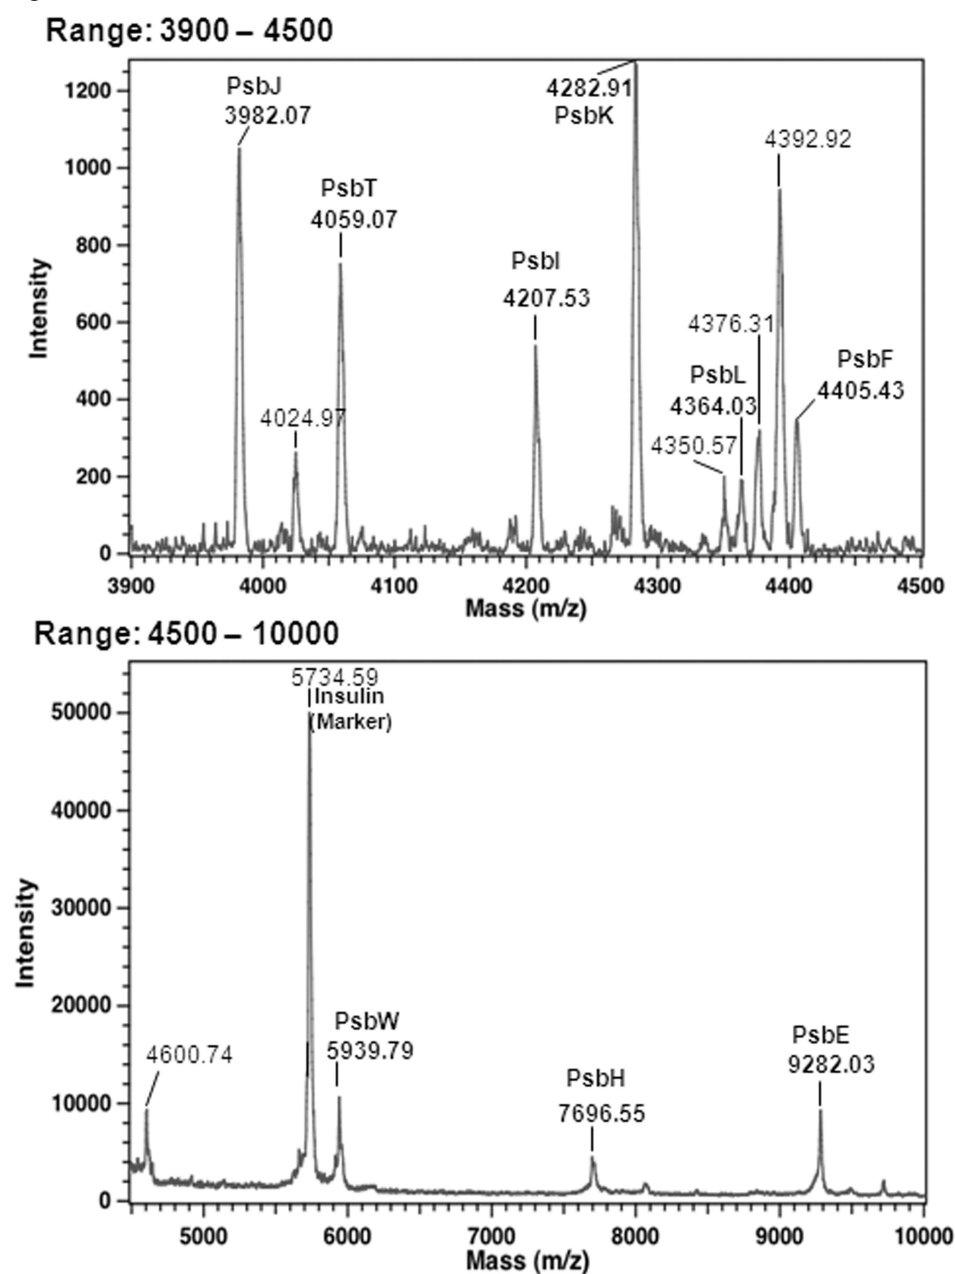 Range: 3900 – 4500
PsbJ
3982.07
PsbT
4059.07
4024.97
PsbI
4207.53
4282.91
PsbK
4392.92
4376.31
PsbL
4364.03
4350.57
PsbF
4405.43
Intensity
1200
1000
800
600
400
200
0
3900
4000
4100
4200
4300
4400
4500
Mass (m/z)
Range: 4500 – 10000
5734.59
Insulin
(Marker)
4600.74
PsbW
5939.79
PsbH
7696.55
PsbE
9282.03
Intensity
50000
40000
30000
20000
10000
0
5000
6000
7000
8000
9000
10000
Mass (m/z)